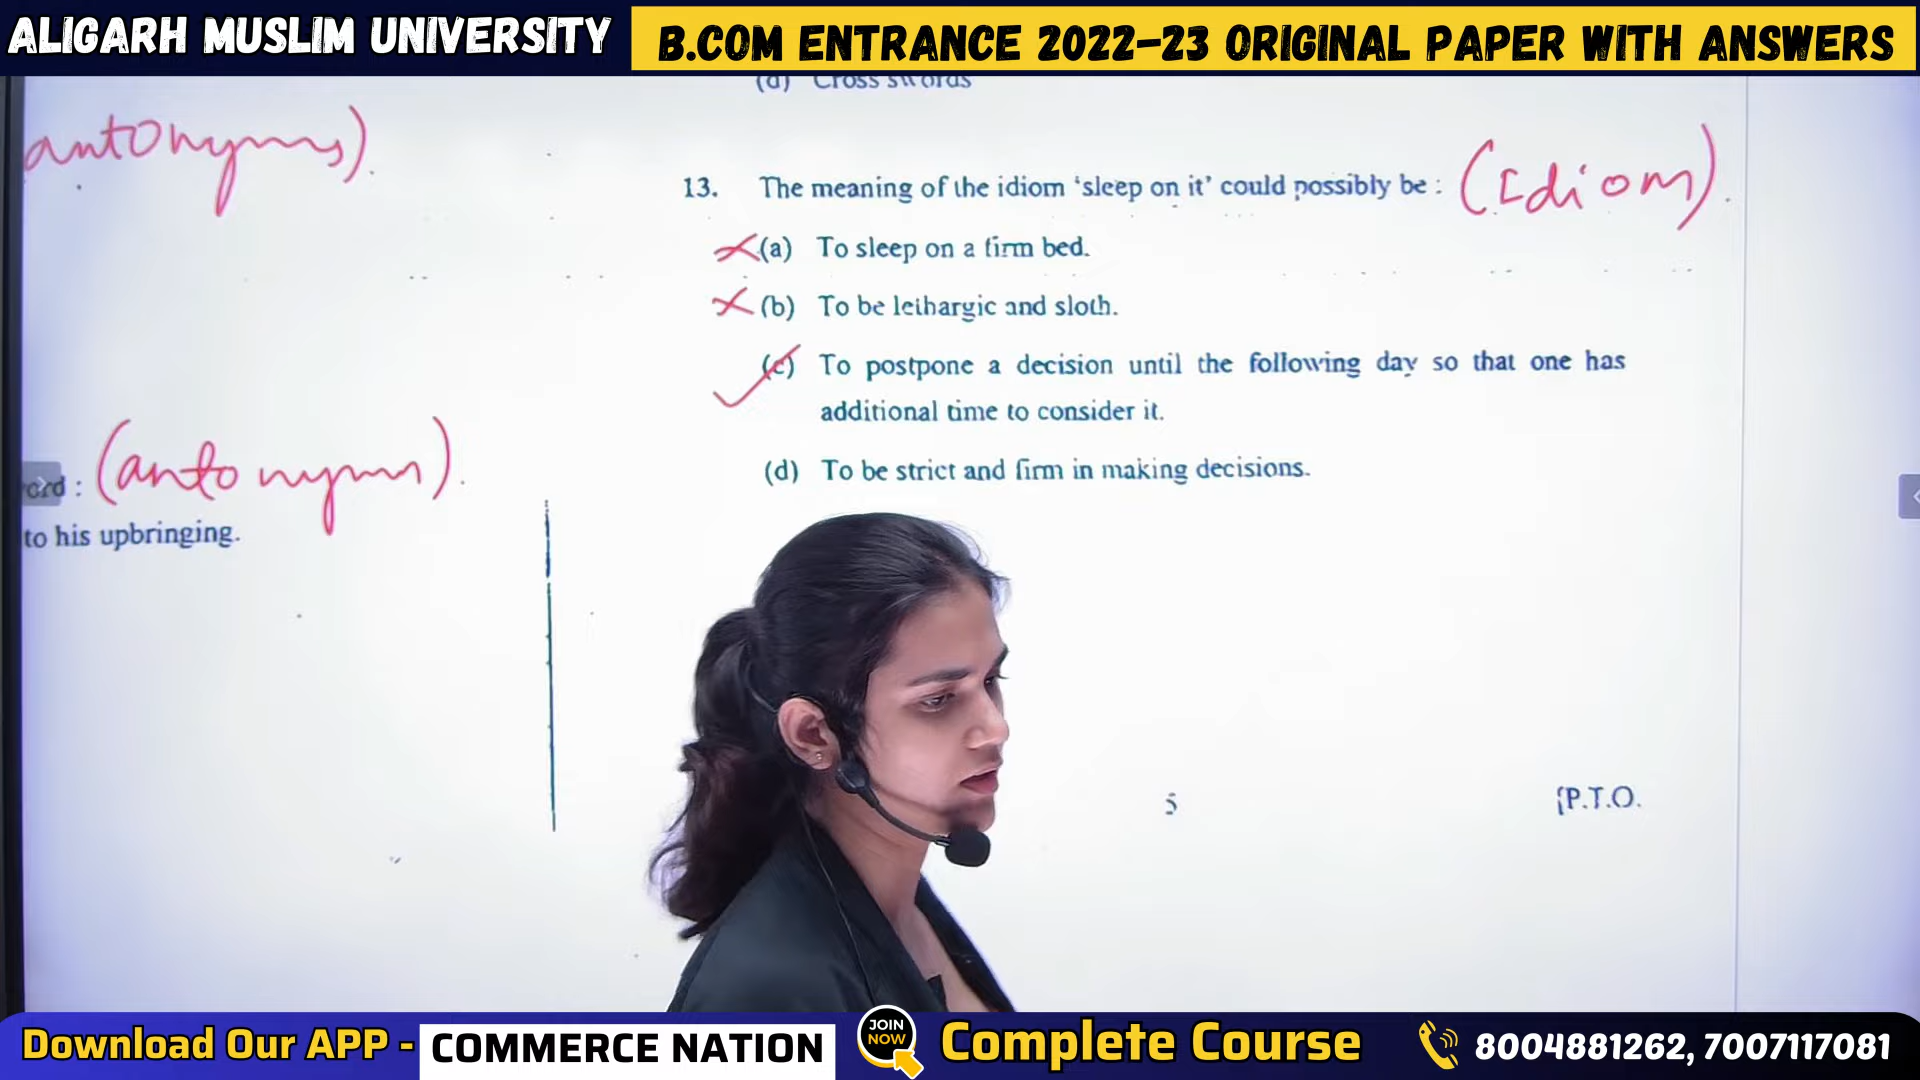 ALIGARH MUSLIM UNIVERSITY
B.COM ENTRANCE 2022–23 ORIGINAL PAPER WITH ANSWERS
(d) Cross swords
antonyms).
13. The meaning of the idiom ‘sleep on it’ could possibly be : (Idiom).
(a) To sleep on a firm bed.
(b) To be lethargic and sloth.
(c) To postpone a decision until the following day so that one has
additional time to consider it.
(d) To be strict and firm in making decisions.
ord : (antonyms).
to his upbringing.
5
[P.T.O.
Download Our APP - COMMERCE NATION
JOIN NOW
Complete Course
8004881262, 7007117081